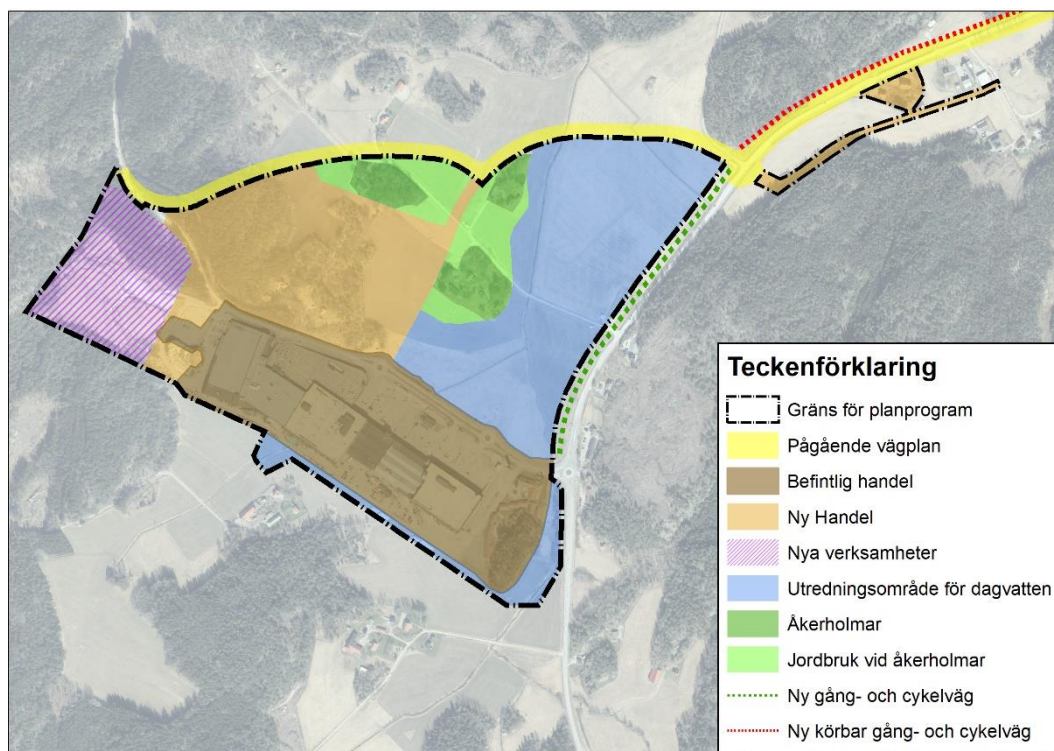 Teckenförklaring
Gräns för planprogram
Pågående vägplan
Befintlig handel
Ny Handel
Nya verksamheter
Utredningsområde för dagvatten
Åkerholmar
Jordbruk vid åkerholmar
Ny gång- och cykelväg
Ny körbar gång- och cykelväg